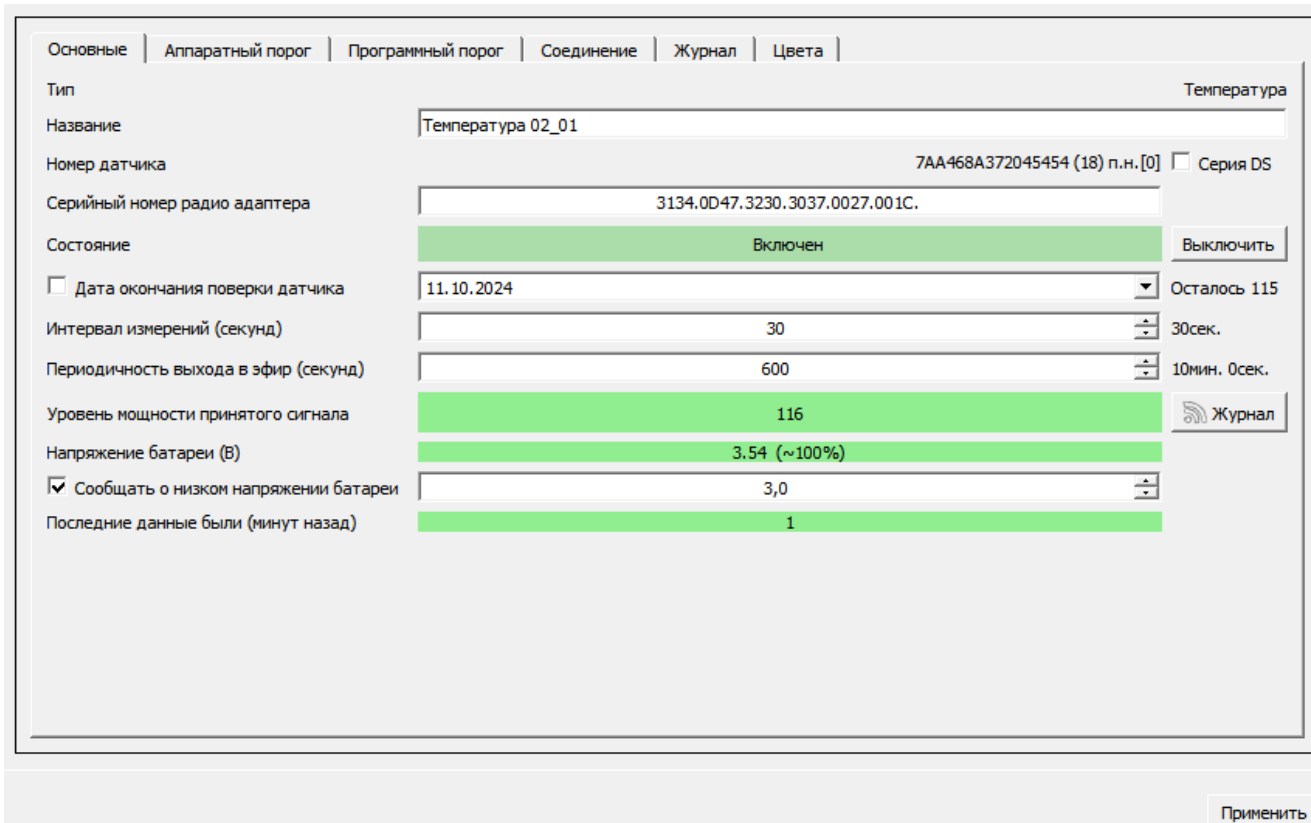 Основные Аппаратный порог Программный порог Соединение Журнал Цвета
Тип Температура
Название Температура 02_01
Номер датчика 7AA468A372045454 (18) п.н.[0] Серия DS
Серийный номер радио адаптера 3134.0D47.3230.3037.0027.001C.
Состояние Включен Выключить
Дата окончания поверки датчика 11.10.2024 Осталось 115
Интервал измерений (секунд) 30 30сек.
Периодичность выхода в эфир (секунд) 600 10мин. 0сек.
Уровень мощности принятого сигнала 116 Журнал
Напряжение батареи (В) 3.54 (~100%)
Сообщать о низком напряжении батареи 3,0
Последние данные были (минут назад) 1
Применить